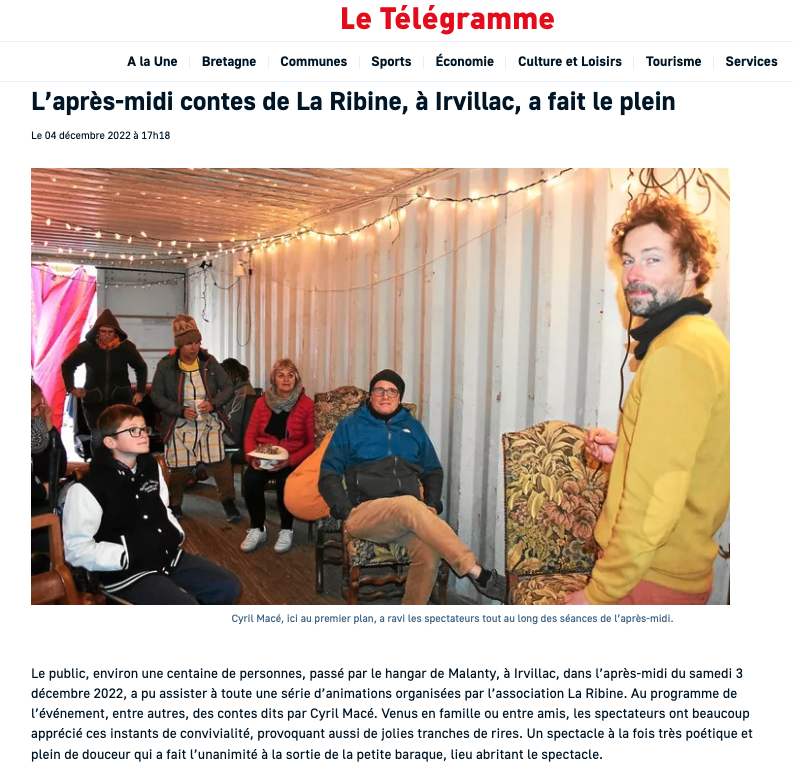 Le Télégramme
A la Une Bretagne Communes Sports Économie Culture et Loisirs Tourisme Services
L’après-midi contes de La Ribine, à Irvillac, a fait le plein
Le 04 décembre 2022 à 17h18
Cyril Macé, ici au premier plan, a ravi les spectateurs tout au long des séances de l’après-midi.
Le public, environ une centaine de personnes, passé par le hangar de Malanty, à Irvillac, dans l’après-midi du samedi 3
décembre 2022, a pu assister à toute une série d’animations organisées par l’association La Ribine. Au programme de
l’événement, entre autres, des contes dits par Cyril Macé. Venus en famille ou entre amis, les spectateurs ont beaucoup
apprécié ces instants de convivialité, provoquant aussi de jolies tranches de rires. Un spectacle à la fois très poétique et
plein de douceur qui a fait l’unanimité à la sortie de la petite baraque, lieu abritant le spectacle.